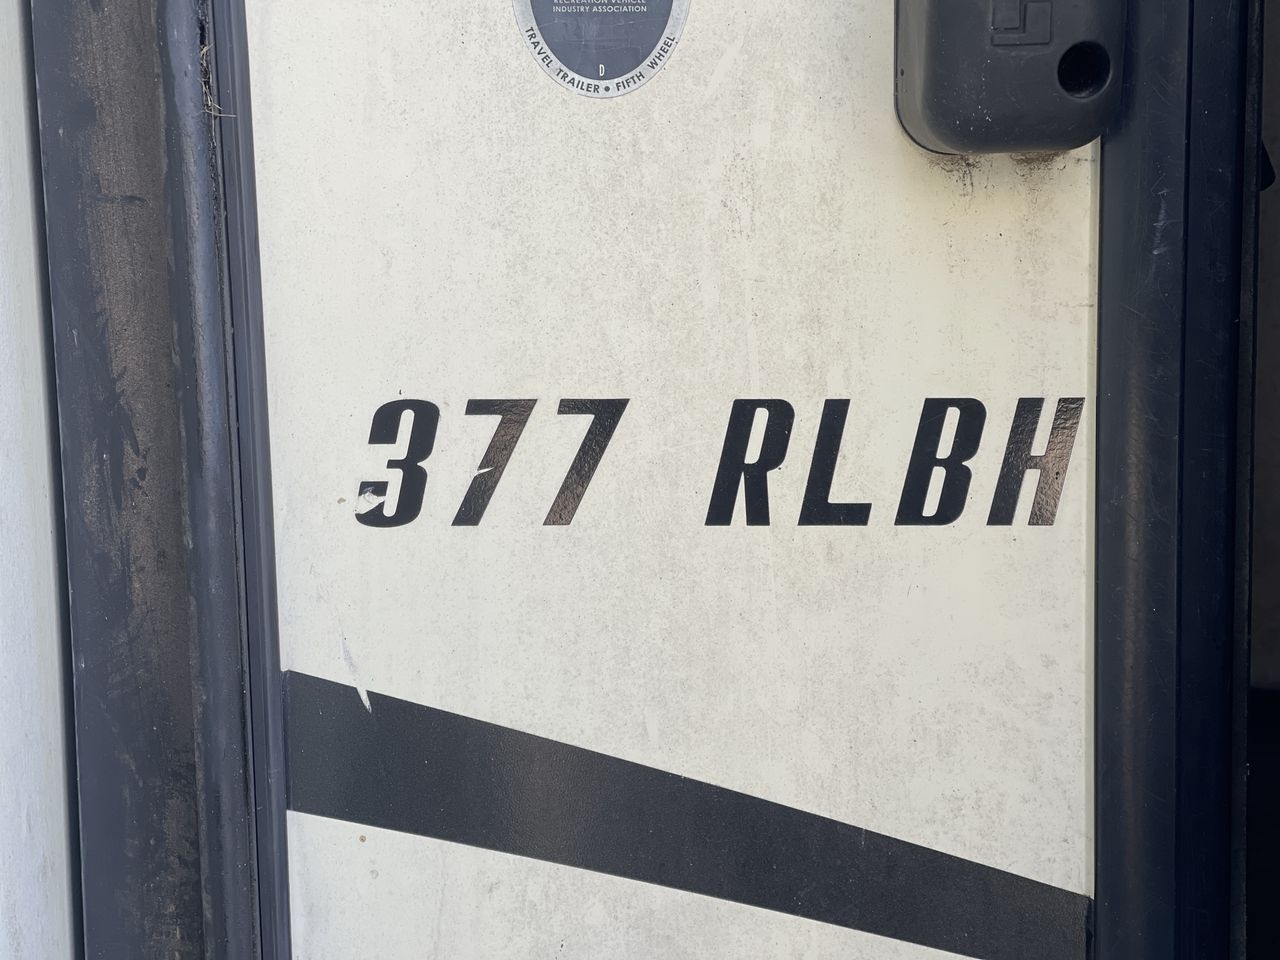 RECREATION VEHICLE
INDUSTRY ASSOCIATION
D
TRAVEL TRAILER • FIFTH WHEEL
377 RLBH